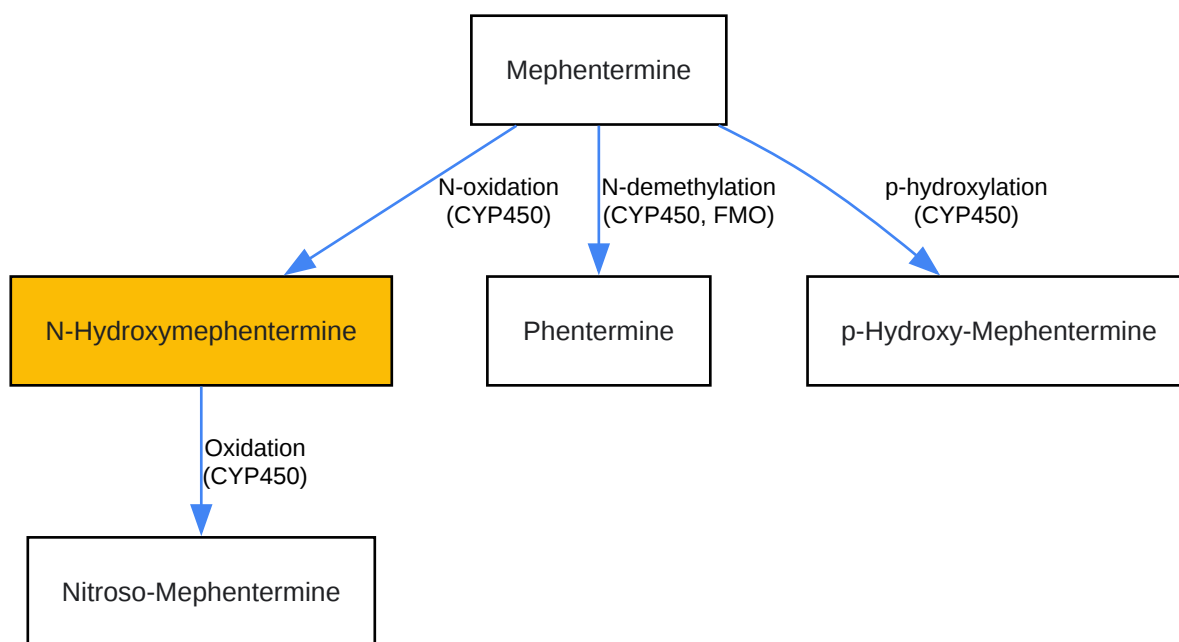 Mephentermine
N-oxidation
(CYP450)
N-demethylation
(CYP450, FMO)
p-hydroxylation
(CYP450)
N-Hydroxymephentermine
Phentermine
p-Hydroxy-Mephentermine
Oxidation
(CYP450)
Nitroso-Mephentermine